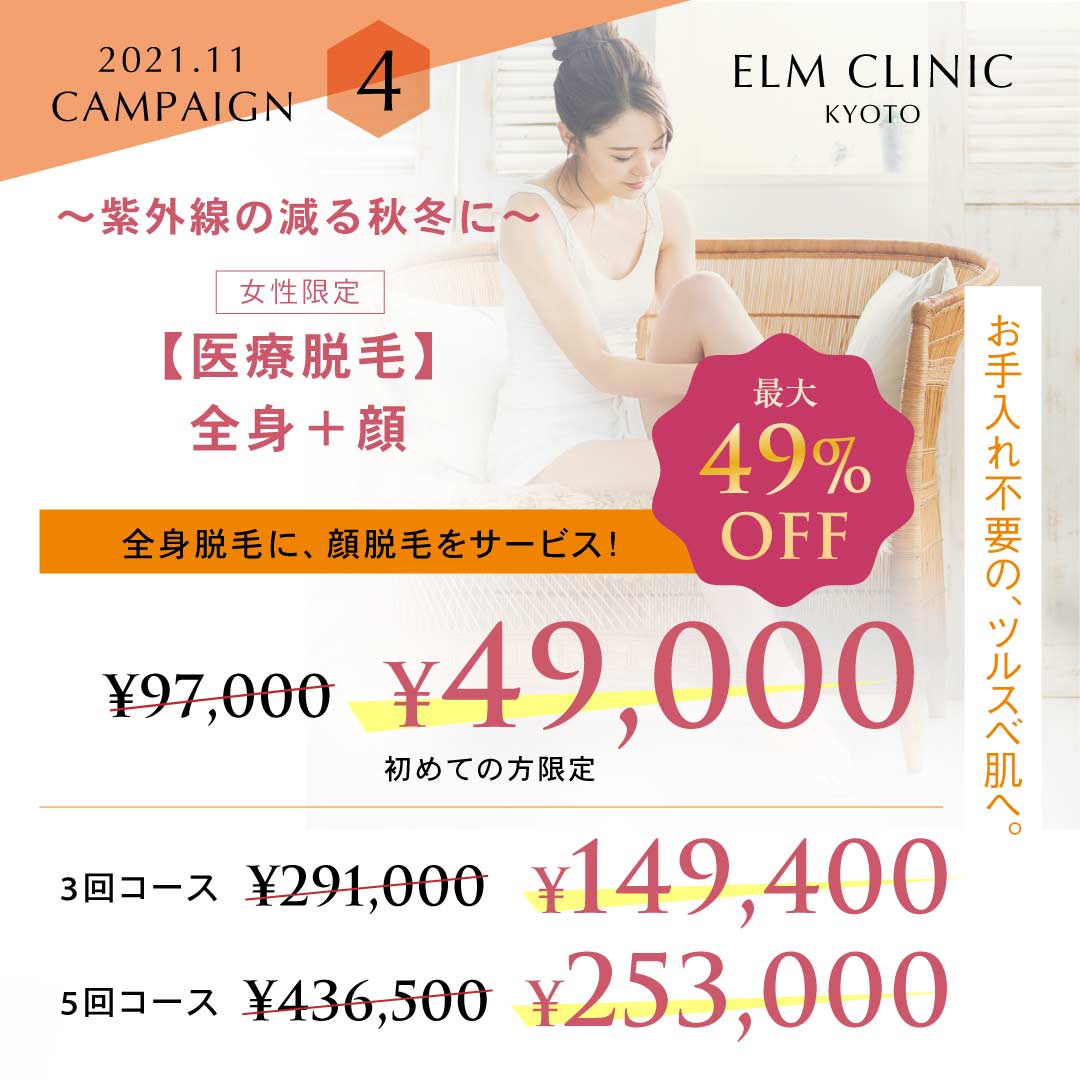 2021.11
CAMPAIGN
4
ELM CLINIC
KYOTO
～紫外線の減る秋冬に～
女性限定
【医療脱毛】
全身＋顔
最大
49%
OFF
お手入れ不要の、ツルスベ肌へ。
全身脱毛に、顔脱毛をサービス！
¥97,000 ¥49,000
初めての方限定
3回コース ¥291,000 ¥149,400
5回コース ¥436,500 ¥253,000